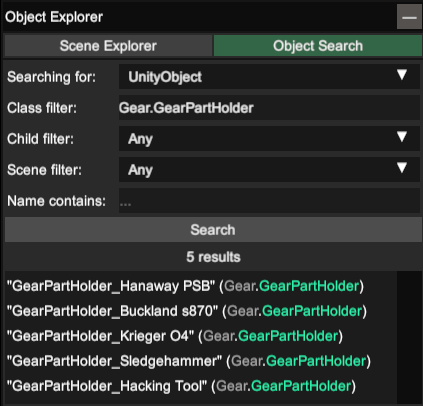 Object Explorer —
Scene Explorer Object Search
Searching for: UnityObject ▼
Class filter: Gear.GearPartHolder
Child filter: Any ▼
Scene filter: Any ▼
Name contains: ...
Search
5 results
"GearPartHolder_Hanaway PSB" (Gear.GearPartHolder)
"GearPartHolder_Buckland s870" (Gear.GearPartHolder)
"GearPartHolder_Krieger O4" (Gear.GearPartHolder)
"GearPartHolder_Sledgehammer" (Gear.GearPartHolder)
"GearPartHolder_Hacking Tool" (Gear.GearPartHolder)